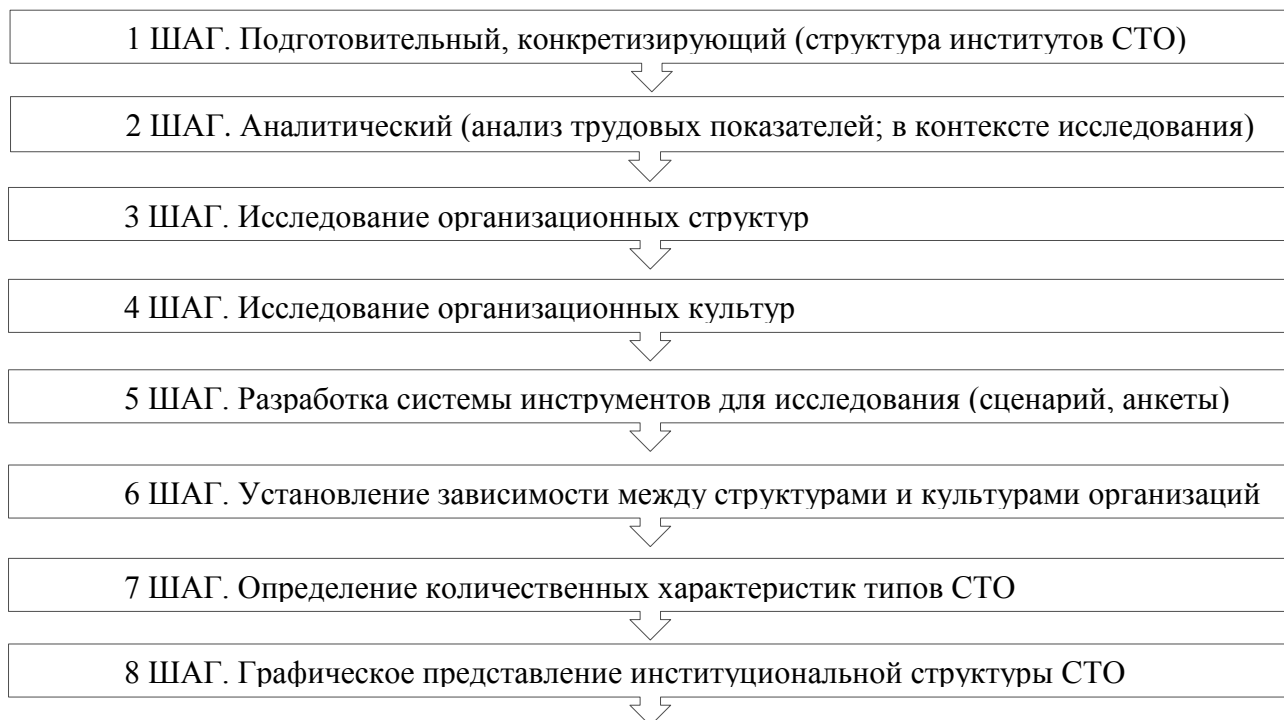 1 ШАГ. Подготовительный, конкретизирующий (структура институтов СТО)
2 ШАГ. Аналитический (анализ трудовых показателей; в контексте исследования)
3 ШАГ. Исследование организационных структур
4 ШАГ. Исследование организационных культур
5 ШАГ. Разработка системы инструментов для исследования (сценарий, анкеты)
6 ШАГ. Установление зависимости между структурами и культурами организаций
7 ШАГ. Определение количественных характеристик типов СТО
8 ШАГ. Графическое представление институциональной структуры СТО